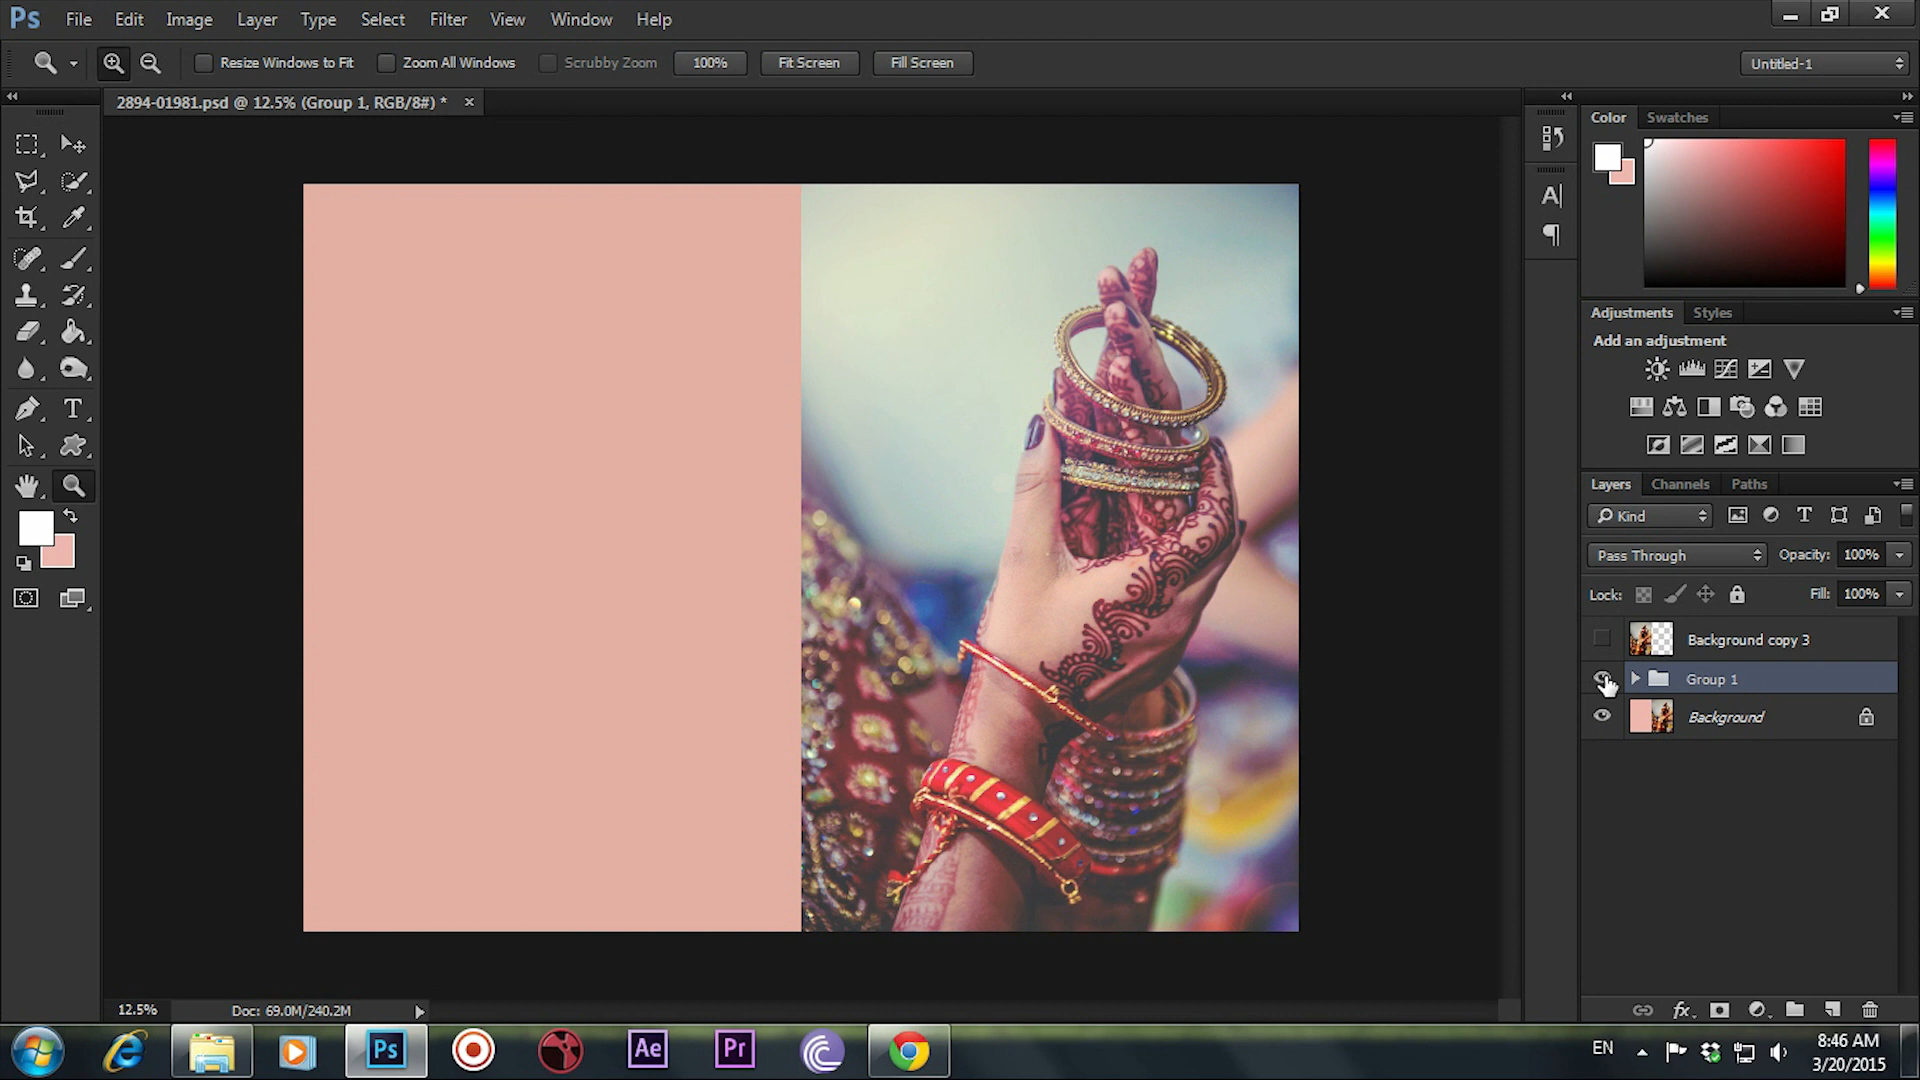 Ps File Edit Image Layer Type Select Filter View Window Help
Resize Windows to Fit Zoom All Windows Scrubby Zoom 100% Fit Screen Fill Screen Untitled-1
2894-01981.psd @ 12.5% (Group 1, RGB/8#) * ×
Color Swatches
Adjustments Styles
Add an adjustment
Layers Channels Paths
Kind
Pass Through Opacity: 100%
Lock: Fill: 100%
Background copy 3
Group 1
Background
12.5% Doc: 69.0M/240.2M
Ps Ae Pr EN 8:46 AM
3/20/2015